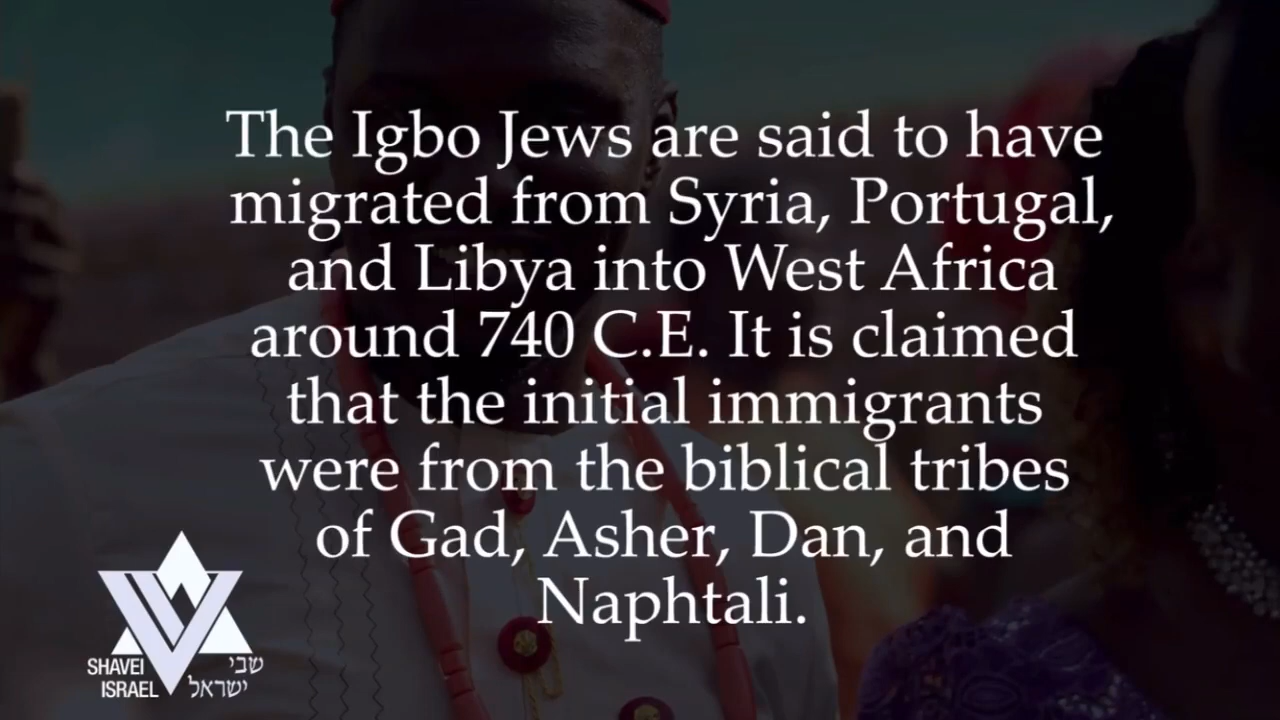 The Igbo Jews are said to have
migrated from Syria, Portugal,
and Libya into West Africa
around 740 C.E. It is claimed
that the initial immigrants
were from the biblical tribes
of Gad, Asher, Dan, and
Naphtali.
SHAVEI שבי
ISRAEL ישראל